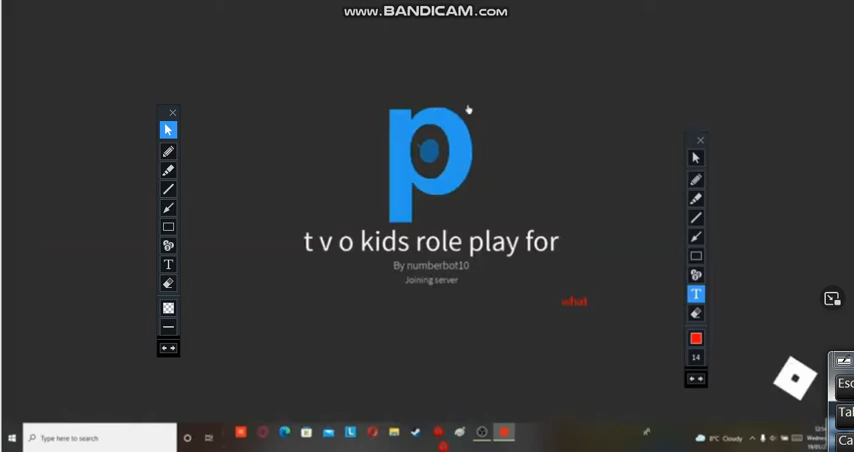 www.BANDICAM.com
p
t v o kids role play for
By numberbot10
Joining server
what
T
T
14
Esc
Type here to search
8°C Cloudy